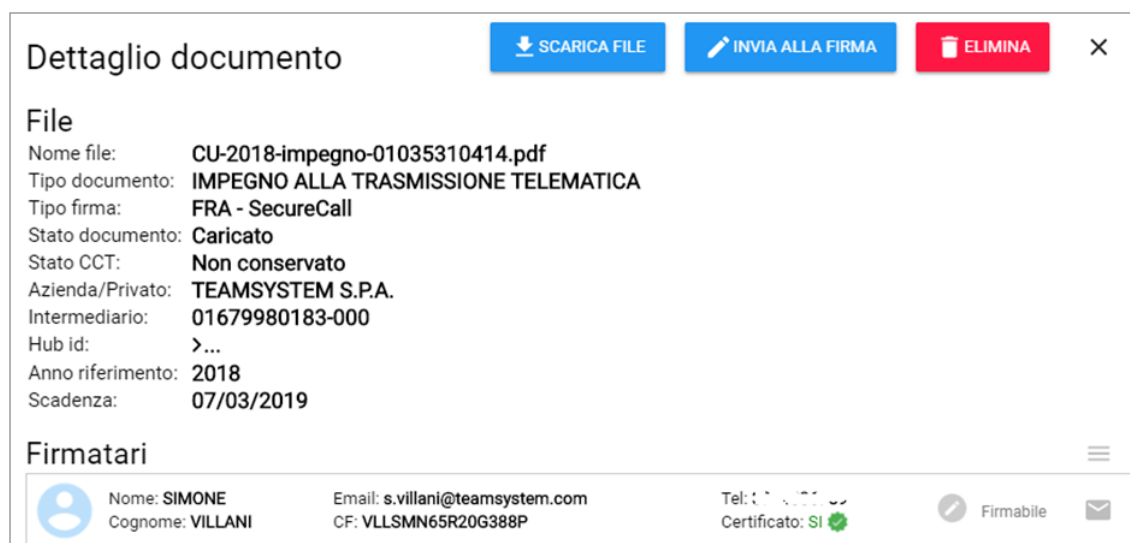 Dettaglio documento
SCARICA FILE
INVIA ALLA FIRMA
ELIMINA
File
Nome file: CU-2018-impegno-01035310414.pdf
Tipo documento: IMPEGNO ALLA TRASMISSIONE TELEMATICA
Tipo firma: FRA - SecureCall
Stato documento: Caricato
Stato CCT: Non conservato
Azienda/Privato: TEAMSYSTEM S.P.A.
Intermediario: 01679980183-000
Hub id: >...
Anno riferimento: 2018
Scadenza: 07/03/2019
Firmatari
Nome: SIMONE Email: s.villani@teamsystem.com Tel:
Cognome: VILLANI CF: VLLSMN65R20G388P Certificato: SI
Firmabile